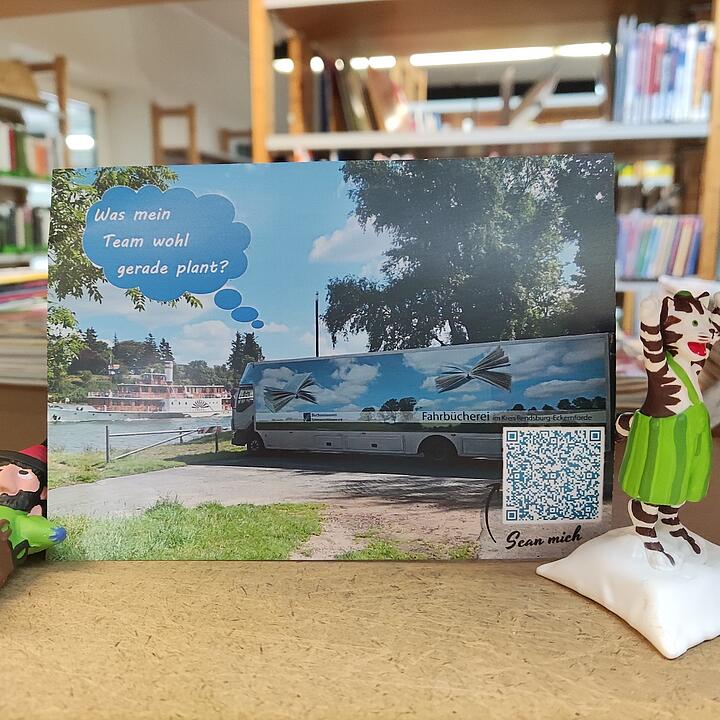 Was mein
Team wohl
gerade plant?
Fahrbücherei im Kreis Rendsburg-Eckernförde
Scan mich